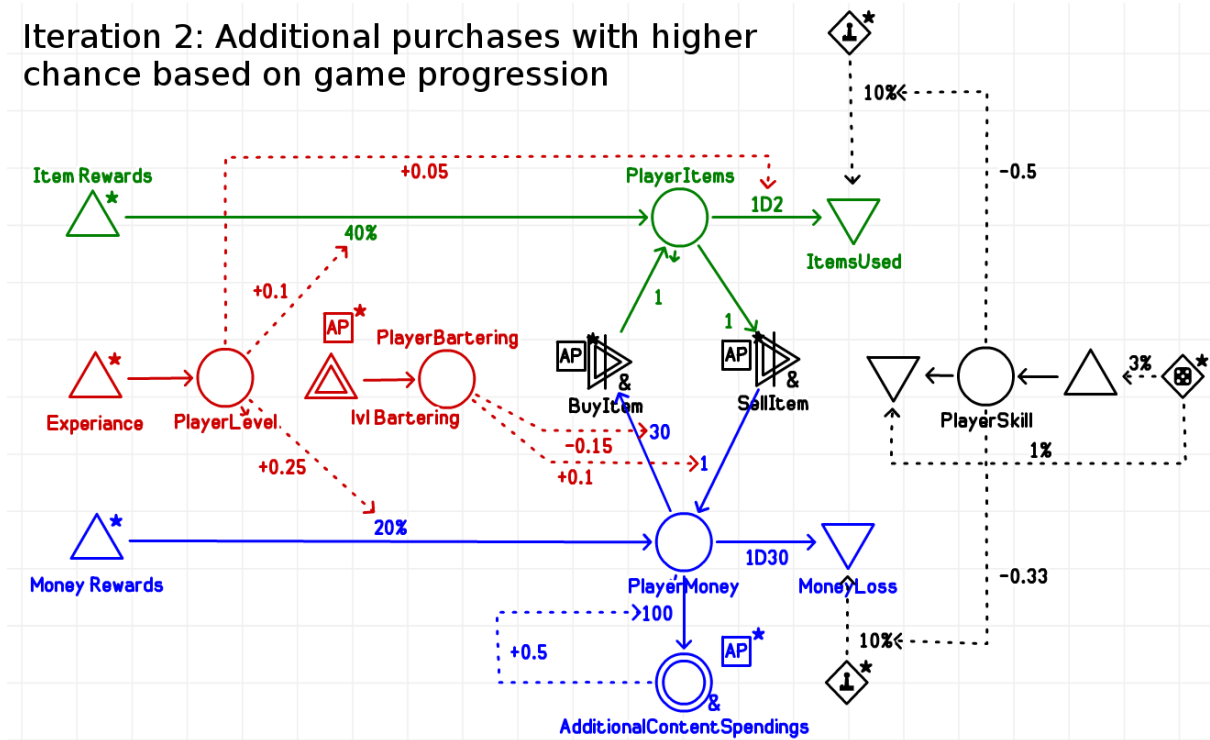 Iteration 2: Additional purchases with higher
chance based on game progression
*
10%
-0.5
+0.05
Item Rewards
*
PlayerItems
1D2
40%
ItemsUsed
+0.1
*
AP
1
1
PlayerBartering
*
AP
*
AP
*
&
&
3%
*
Experiance
PlayerLevel
lvl Bartering
BuyItem
SellItem
PlayerSkill
30
-0.15
1
1%
+0.25
+0.1
*
20%
1D30
Money Rewards
PlayerMoney
MoneyLoss
-0.33
100
+0.5
AP
*
10%
*
&
AdditionalContentSpendings